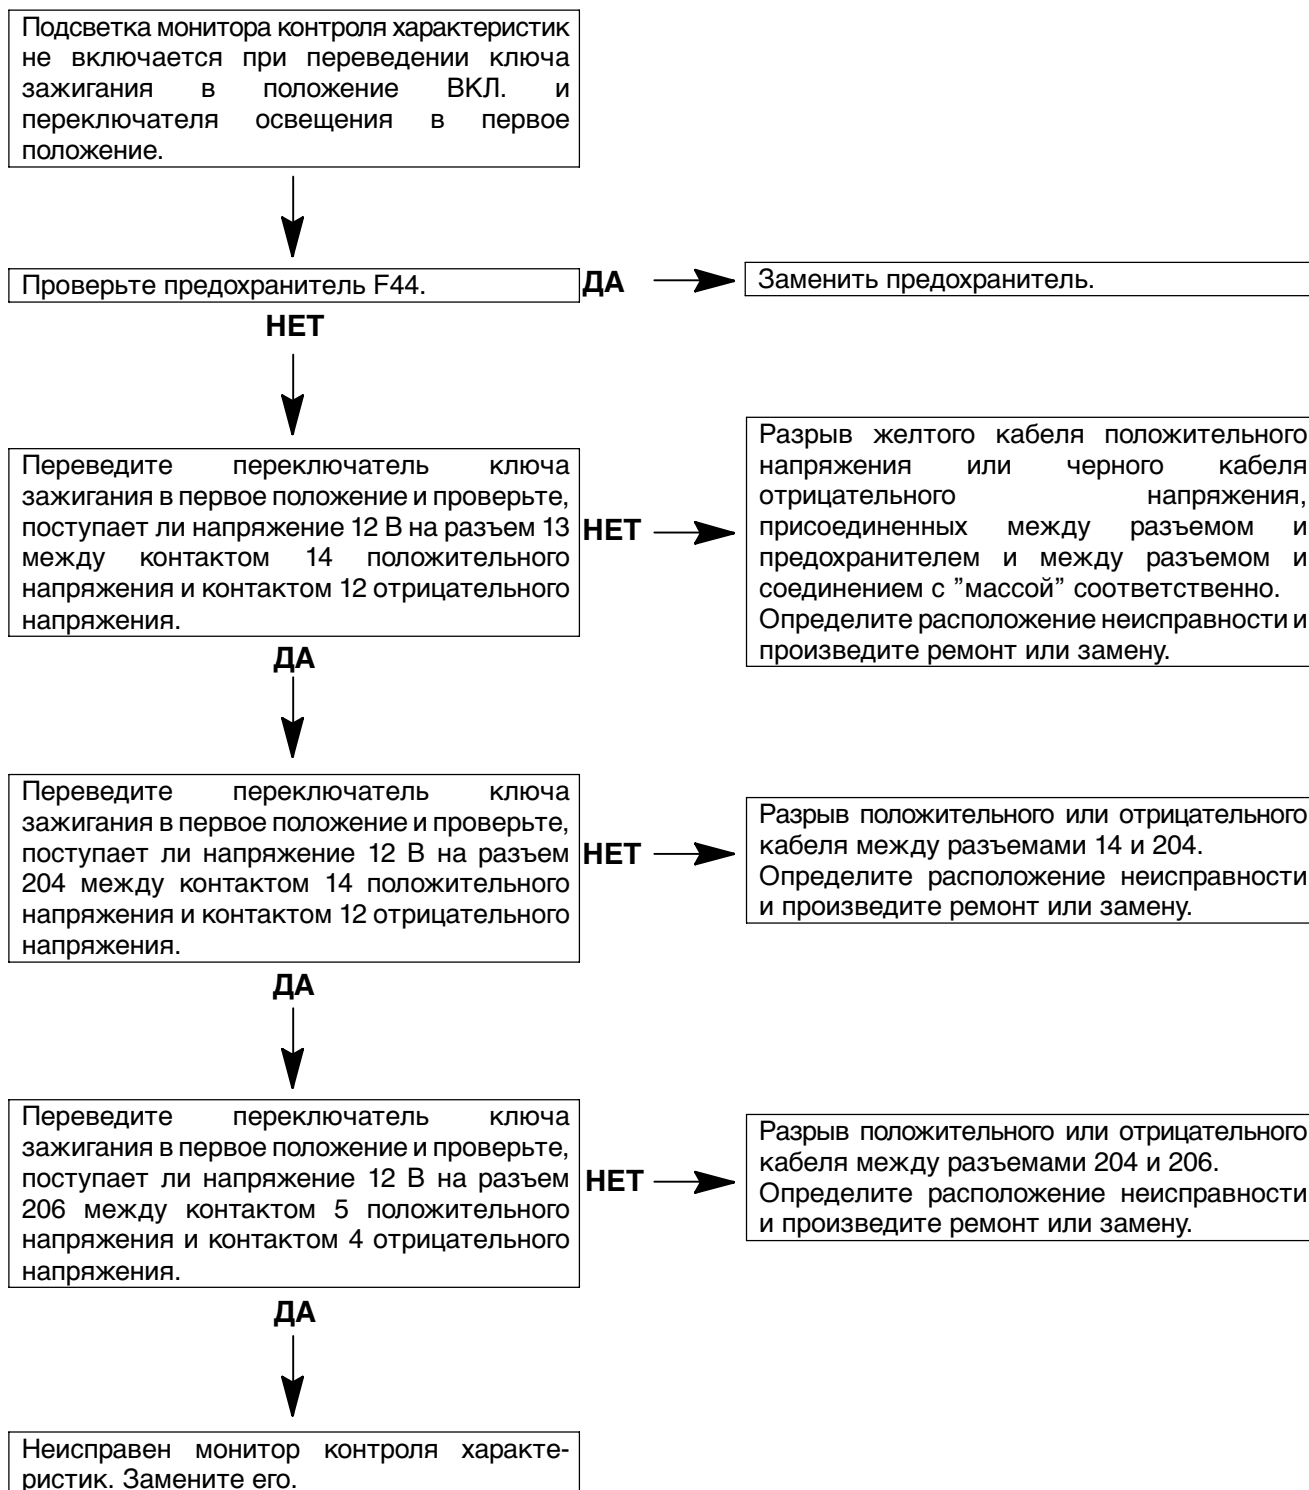 Подсветка монитора контроля характеристик
не включается при переведении ключа
зажигания в положение ВКЛ. и
переключателя освещения в первое
положение.
Проверьте предохранитель F44.
ДА
Заменить предохранитель.
НЕТ
Переведите переключатель ключа
зажигания в первое положение и проверьте,
поступает ли напряжение 12 В на разъем 13
между контактом 14 положительного
напряжения и контактом 12 отрицательного
напряжения.
НЕТ
Разрыв желтого кабеля положительного
напряжения или черного кабеля
отрицательного напряжения,
присоединенных между разъемом и
предохранителем и между разъемом и
соединением с ”массой” соответственно.
Определите расположение неисправности и
произведите ремонт или замену.
ДА
Переведите переключатель ключа
зажигания в первое положение и проверьте,
поступает ли напряжение 12 В на разъем
204 между контактом 14 положительного
напряжения и контактом 12 отрицательного
напряжения.
НЕТ
Разрыв положительного или отрицательного
кабеля между разъемами 14 и 204.
Определите расположение неисправности
и произведите ремонт или замену.
ДА
Переведите переключатель ключа
зажигания в первое положение и проверьте,
поступает ли напряжение 12 В на разъем
206 между контактом 5 положительного
напряжения и контактом 4 отрицательного
напряжения.
НЕТ
Разрыв положительного или отрицательного
кабеля между разъемами 204 и 206.
Определите расположение неисправности
и произведите ремонт или замену.
ДА
Неисправен монитор контроля характе-
ристик. Замените его.